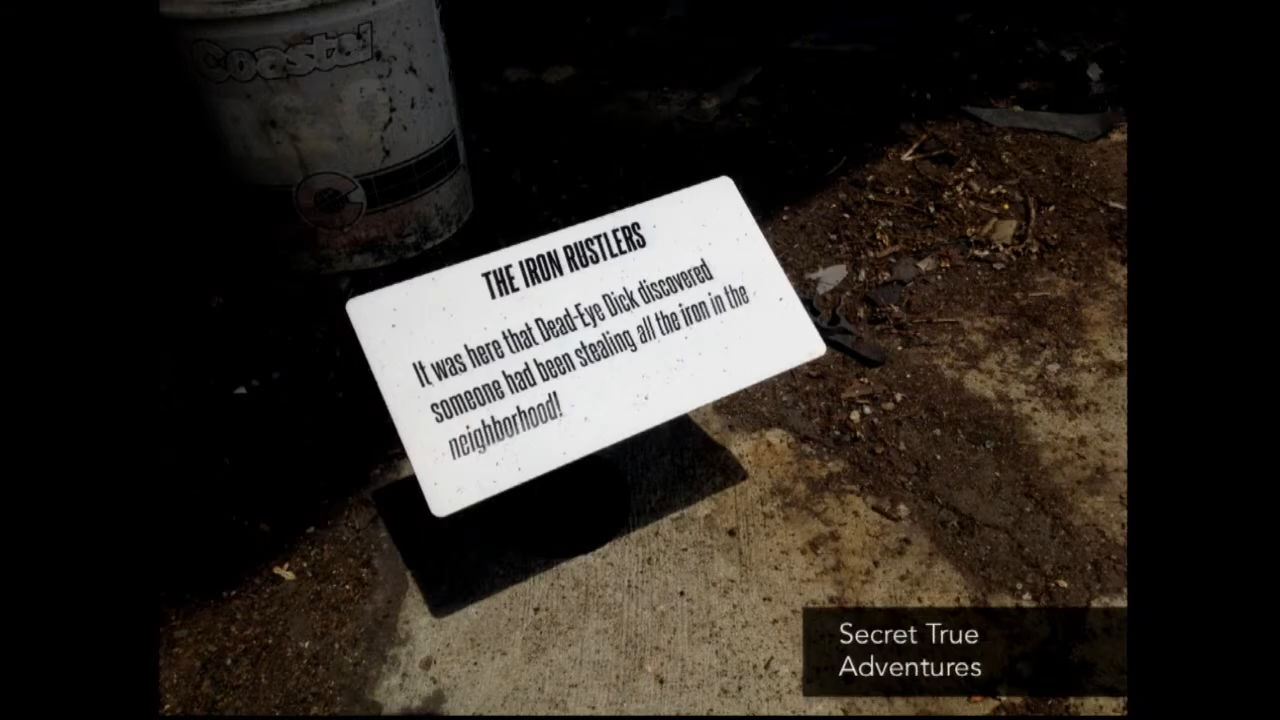 Coastal
THE IRON RUSTLERS
It was here that Dead-Eye Dick discovered
someone had been stealing all the iron in the
neighborhood!
Secret True
Adventures